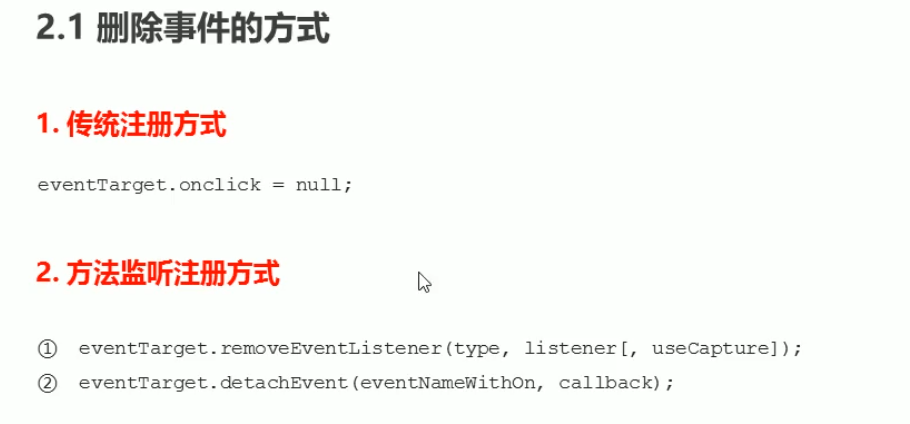 2.1 删除事件的方式
1. 传统注册方式
eventTarget.onclick = null;
2. 方法监听注册方式
① eventTarget.removeEventListener(type, listener[, useCapture]);
② eventTarget.detachEvent(eventNameWithOn, callback);